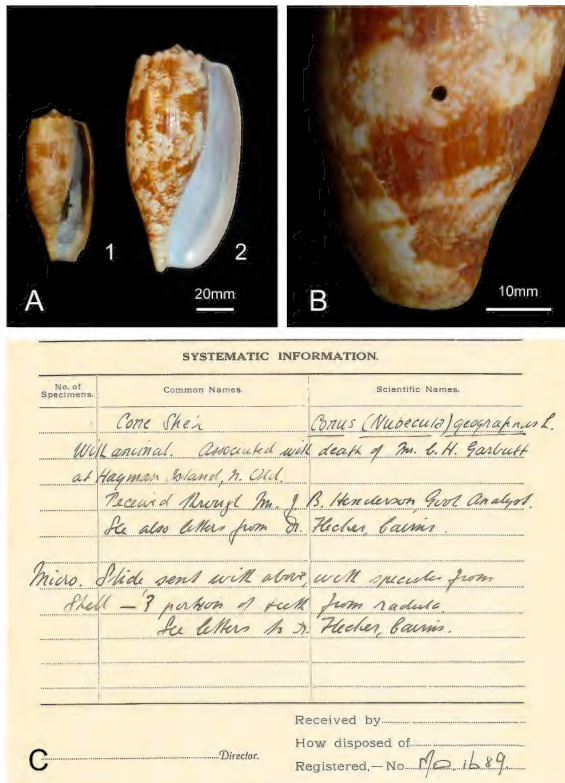 1
2
A
20mm
B
10mm
SYSTEMATIC INFORMATION.
No. of Specimens.
Common Names.
Scientific Names.
Cone Shell Conus (Nubecula) geographus L.
With animal. Associated with death of Mr. C. H. Garbutt
at Hayman Island, N. Qld.
Received through Mr. J. B. Henderson, Govt. Analyst.
See also letters from Dr. Flecker, Cairns.
Micro. Slide sent with above, with specules from
Shell — ? portion of teeth from radula
See letters to Dr. Flecker, Cairns.
C
Director.
Received by
How disposed of
Registered,—No. Mo. 1689.